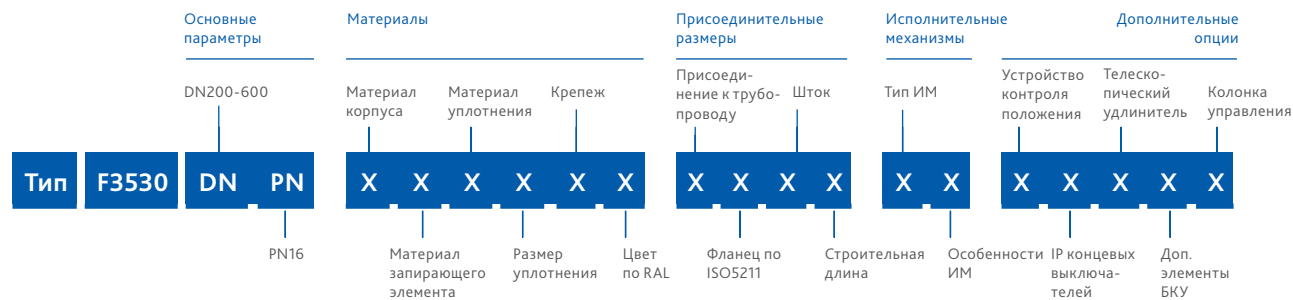 Основные
параметры
Материалы
Присоединительные
размеры
Исполнительные
механизмы
Дополнительные
опции
DN200-600
Материал
корпуса
Материал
уплотнения
Крепеж
Присоеди-
нение к трубо-
проводу
Шток
Тип ИМ
Устройство
контроля
положения
Телеско-
пический
удлинитель
Колонка
управления
Тип F3530 DN PN X X X X X X X X X X X X X X X X X
PN16
Материал
запирающего
элемента
Размер
уплотнения
Цвет
по RAL
Фланец по
ISO5211
Строительная
длина
Особенности
ИМ
IP концевых
выключа-
телей
Доп.
элементы
БКУ